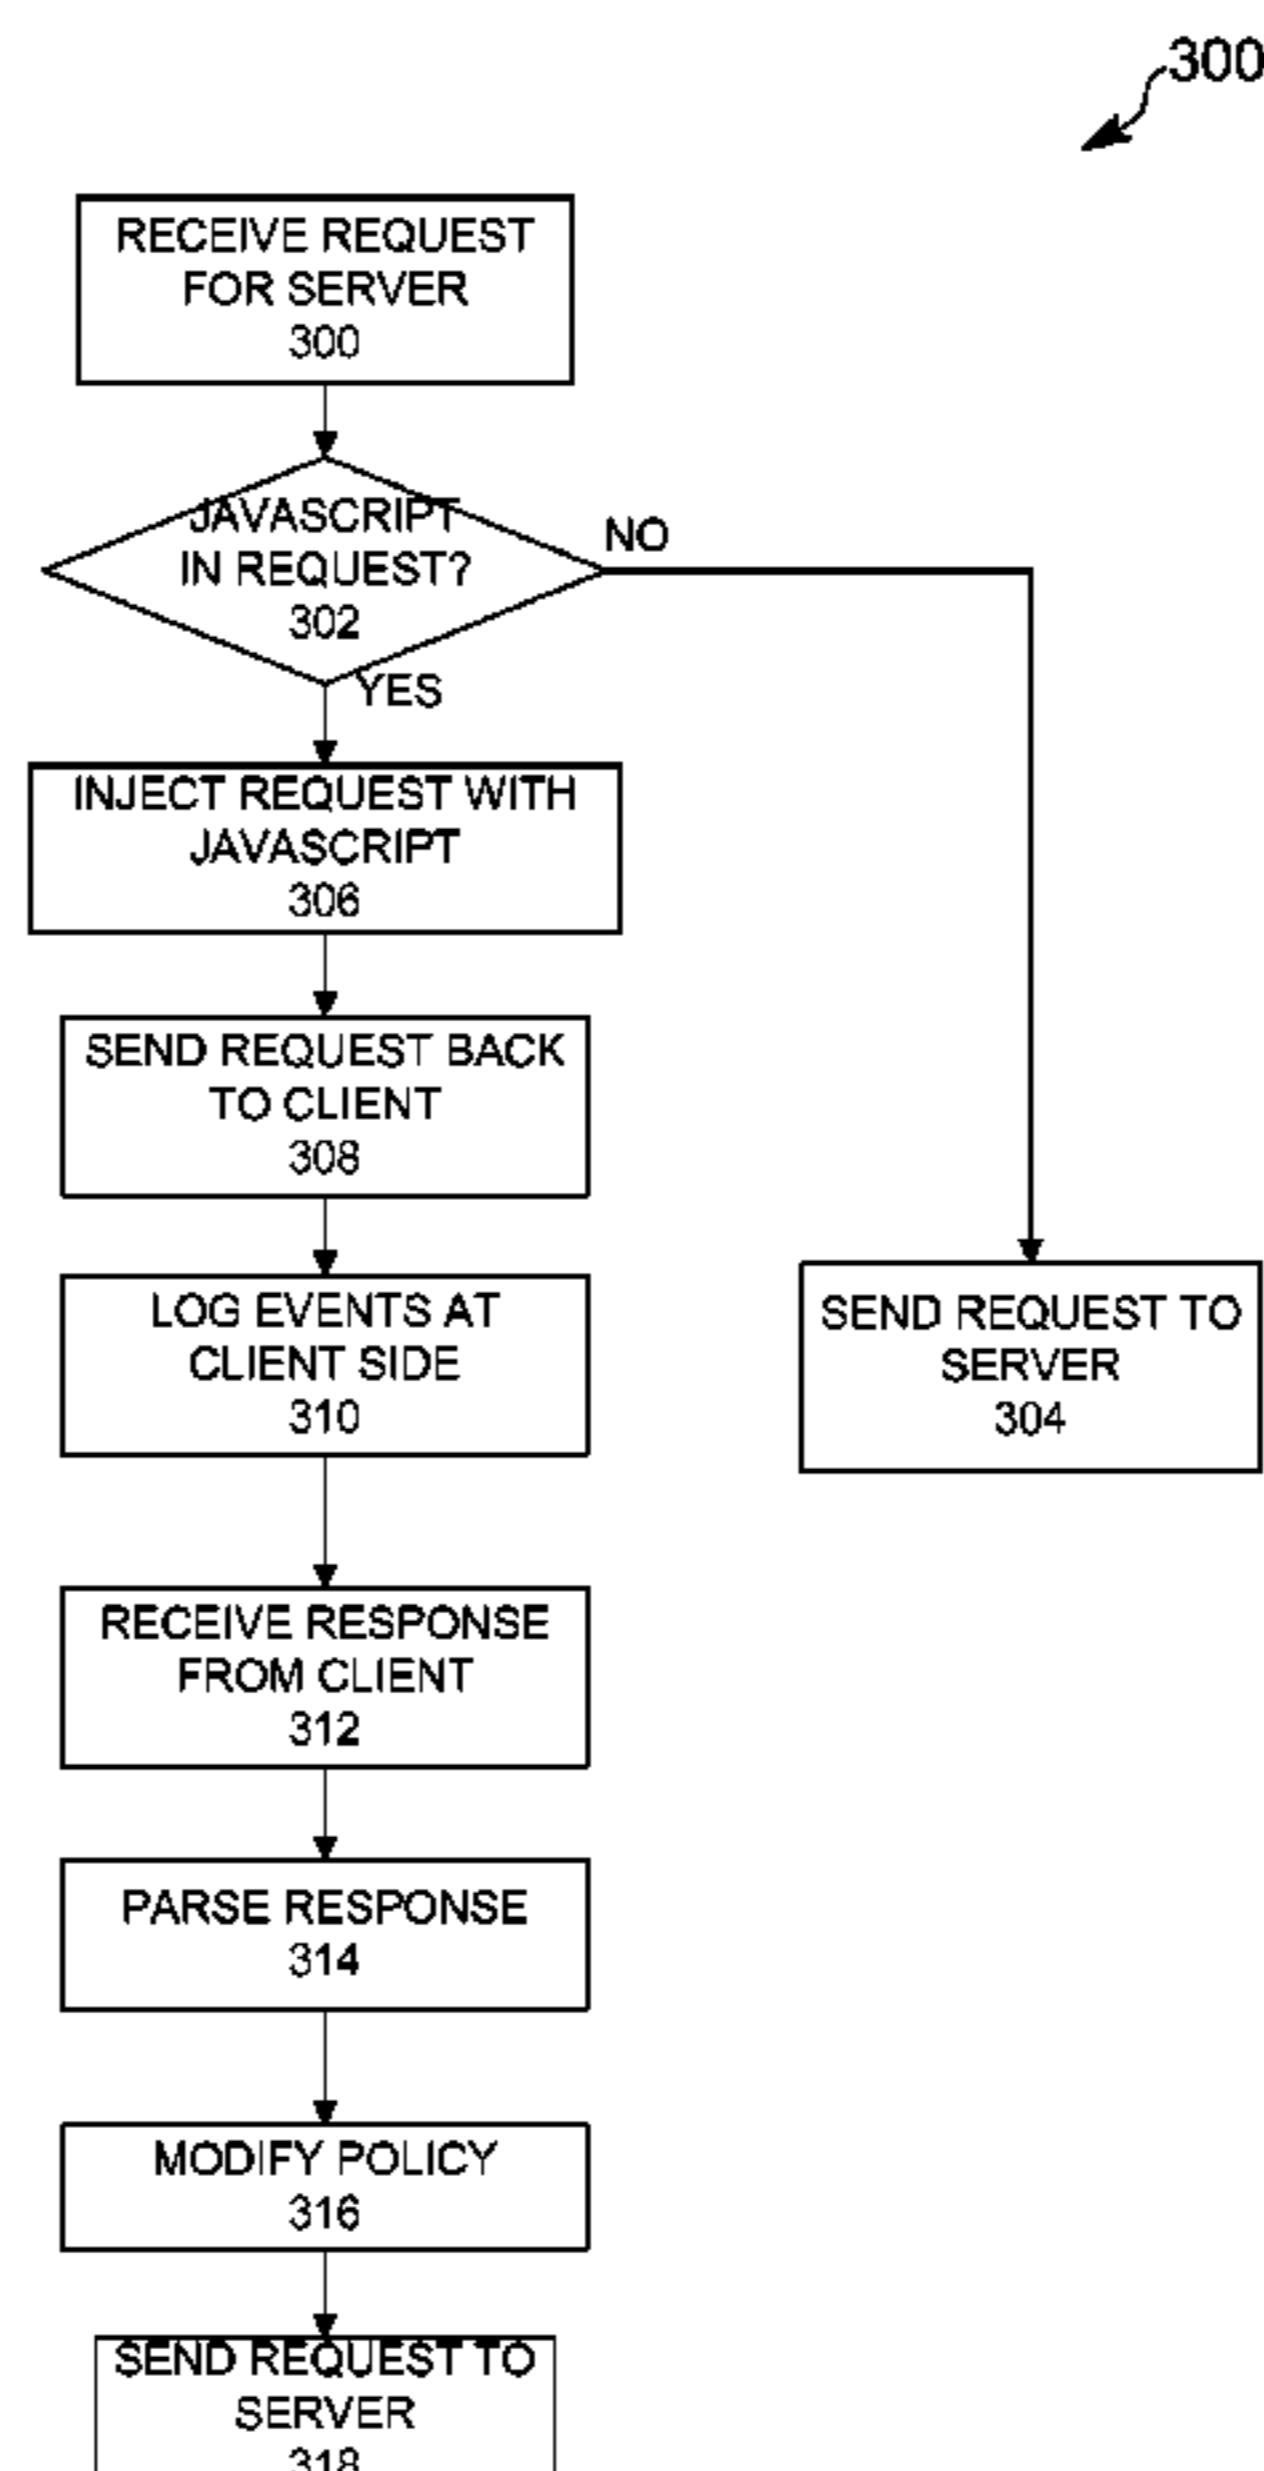 300
RECEIVE REQUEST
FOR SERVER
300
JAVASCRIPT
IN REQUEST?
302
NO
YES
INJECT REQUEST WITH
JAVASCRIPT
306
SEND REQUEST BACK
TO CLIENT
308
LOG EVENTS AT
CLIENT SIDE
310
SEND REQUEST TO
SERVER
304
RECEIVE RESPONSE
FROM CLIENT
312
PARSE RESPONSE
314
MODIFY POLICY
316
SEND REQUEST TO
SERVER
318